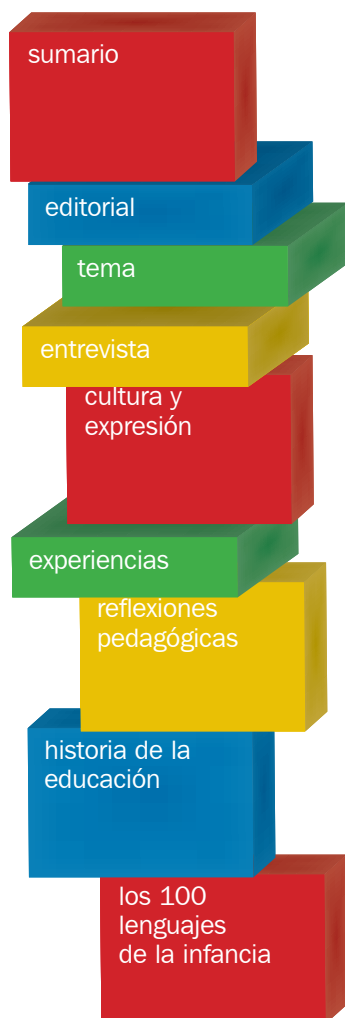 sumario
editorial
tema
entrevista
cultura y
expresión
experiencias
reflexiones
pedagógicas
historia de la
educación
los 100
lenguajes
de la infancia